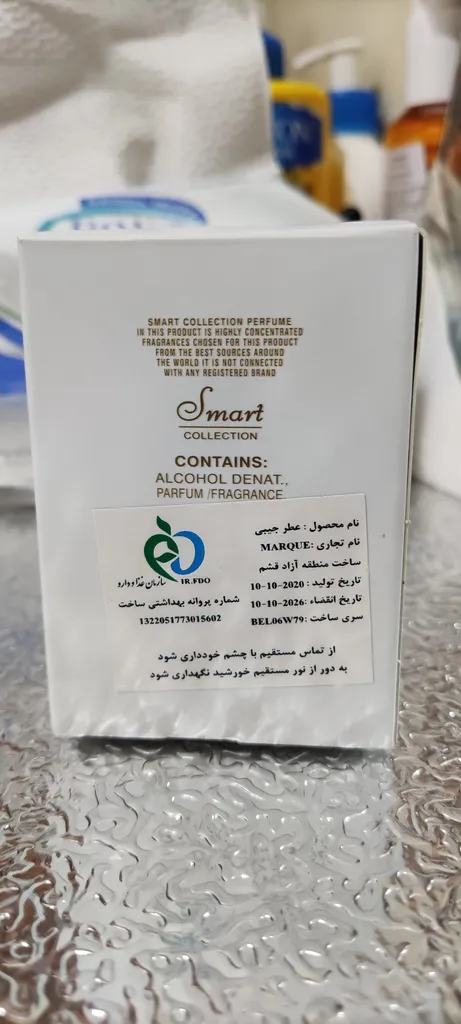 SMART COLLECTION PERFUME
IN THIS PRODUCT IS HIGHLY CONCENTRATED
FRAGRANCES CHOSEN FOR THIS PRODUCT
FROM THE BEST SOURCES AROUND
THE WORLD IT IS NOT CONNECTED
WITH ANY REGISTERED BRAND
Smart
COLLECTION
CONTAINS:
ALCOHOL DENAT.,
PARFUM /FRAGRANCE
نام محصول : عطر جیبی
نام تجاری :MARQUE
ساخت منطقه آزاد قشم
تاریخ تولید : 10-10-2020
تاریخ انقضاء :10-10-2026
سری ساخت :BEL06W79
IR.FDO سازمان غذا و دارو
شماره پروانه بهداشتی ساخت
1322051773015602
از تماس مستقیم با چشم خودداری شود
به دور از نور مستقیم خورشید نگهداری شود